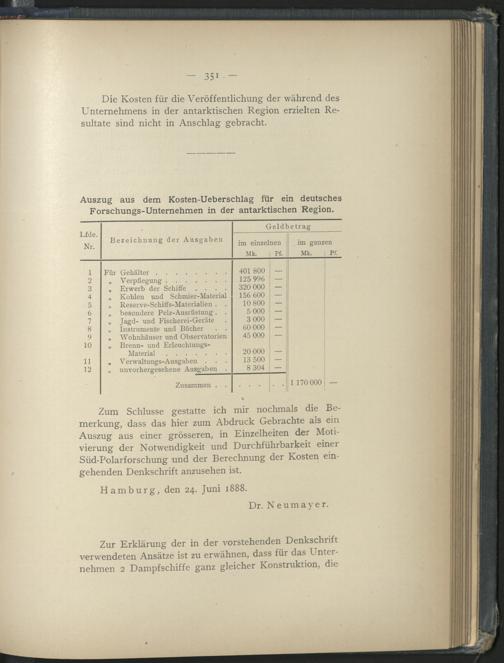 — 351 —
Die Kosten für die Veröffentlichung der während des
Unternehmens in der antarktischen Region erzielten Re-
sultate sind nicht in Anschlag gebracht.
Auszug aus dem Kosten-Ueberschlag für ein deutsches
Forschungs-Unternehmen in der antarktischen Region.
Lfde. Nr. Bezeichnung der Ausgaben Geldbetrag
im einzelnen im ganzen
Mk. Pf. Mk. Pf.
1 Für Gehälter . . . . . . . . 401 800 —
2 „ Verpflegung . . . . . . . 125 996 —
3 „ Erwerb der Schiffe . . . . 320 000 —
4 „ Kohlen und Schmier-Material 156 600 —
5 „ Reserve-Schiffs-Materialien . . 10 800 —
6 „ besondere Pelz-Ausrüstung . . 5 000 —
7 „ Jagd- und Fischerei-Geräte . 3 000 —
8 „ Instrumente und Bücher . . 60 000 —
9 „ Wohnhäuser und Observatorien 45 000 —
10 „ Brenn- und Erleuchtungs-
Material . . . . . . . 20 000 —
11 „ Verwaltungs-Ausgaben . . . 13 500 —
12 „ unvorhergesehene Ausgaben . 8 304 —
Zusammen . . . . . . . . 1 170 000 —
Zum Schlusse gestatte ich mir nochmals die Be-
merkung, dass das hier zum Abdruck Gebrachte als ein
Auszug aus einer grösseren, in Einzelheiten der Moti-
vierung der Notwendigkeit und Durchführbarkeit einer
Süd-Polarforschung und der Berechnung der Kosten ein-
gehenden Denkschrift anzusehen ist.
Hamburg, den 24. Juni 1888.
Dr. Neumayer.
Zur Erklärung der in der vorstehenden Denkschrift
verwendeten Ansätze ist zu erwähnen, dass für das Unter-
nehmen 2 Dampfschiffe ganz gleicher Konstruktion, die